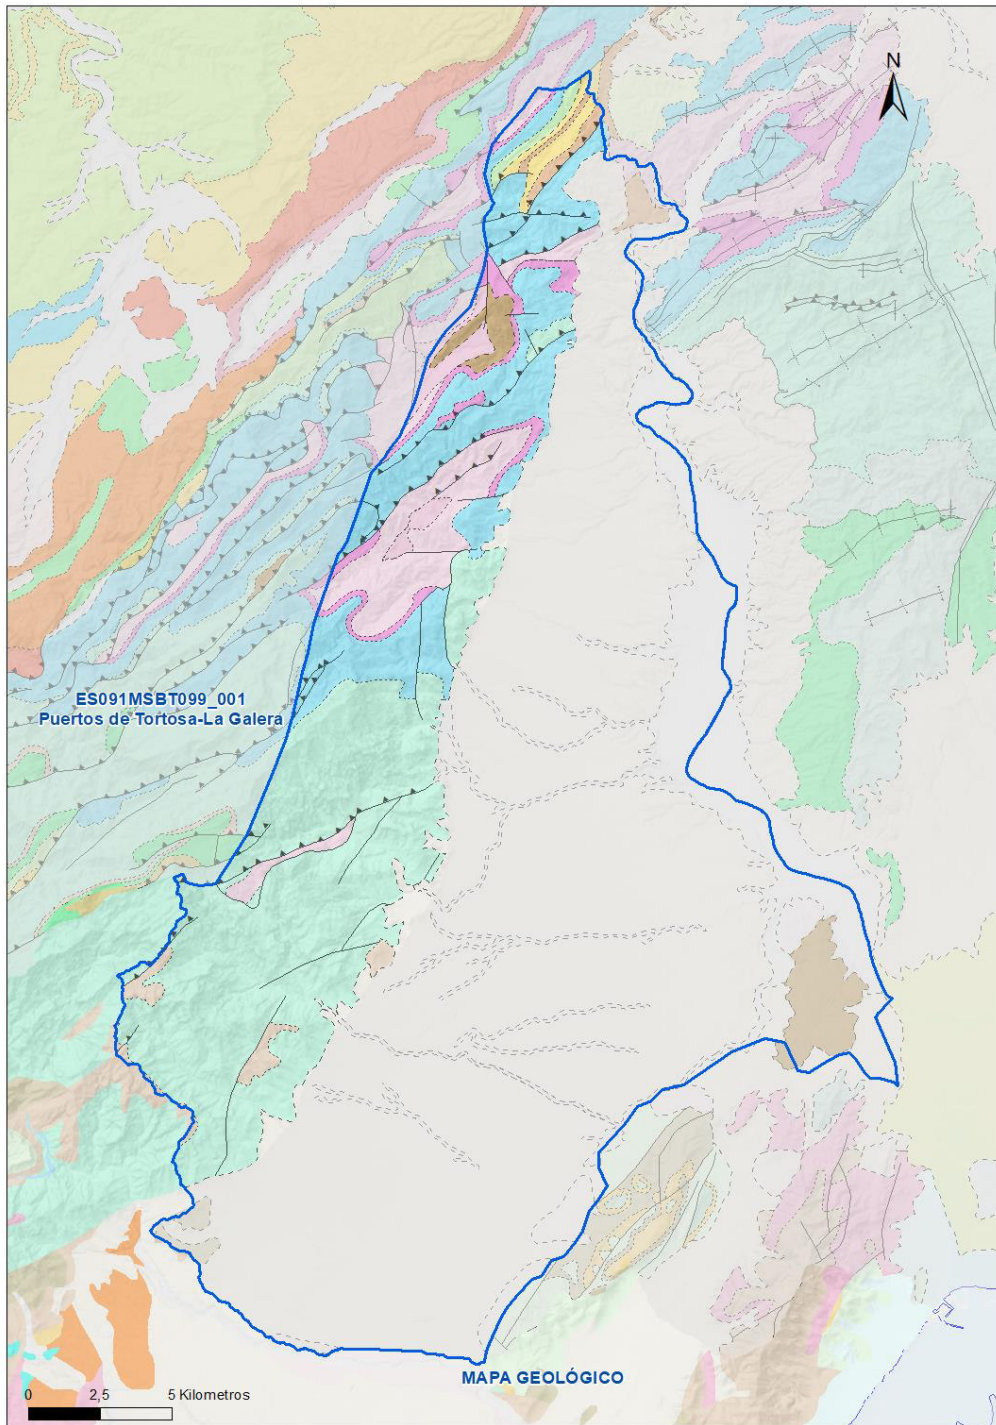 N
ES091MSBT099_001
Puertos de Tortosa-La Galera
MAPA GEOLÓGICO
0 2,5 5 Kilometros